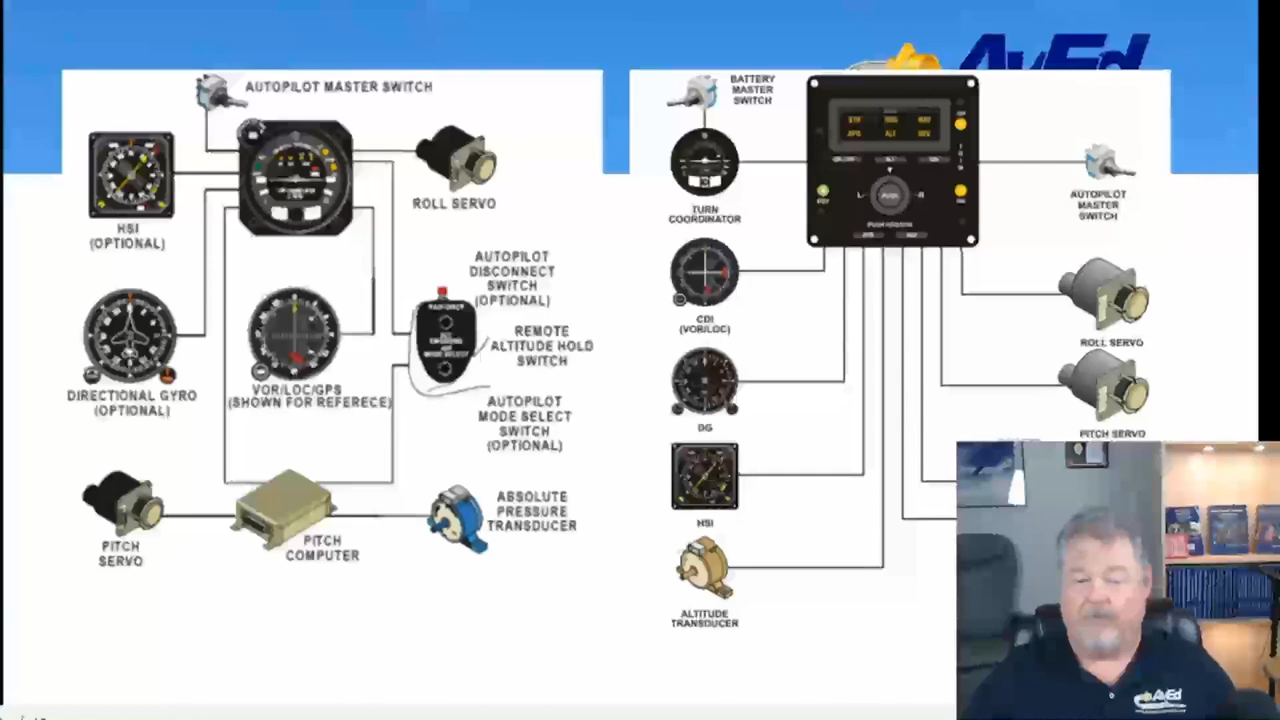 AvEd
AUTOPILOT MASTER SWITCH
HSI
(OPTIONAL)
ROLL SERVO
AUTOPILOT
DISCONNECT
SWITCH
(OPTIONAL)
REMOTE
ALTITUDE HOLD
SWITCH
DIRECTIONAL GYRO
(OPTIONAL)
VOR/LOC/GPS
(SHOWN FOR REFERECE)
AUTOPILOT
MODE SELECT
SWITCH
(OPTIONAL)
PITCH
SERVO
PITCH
COMPUTER
ABSOLUTE
PRESSURE
TRANSDUCER
BATTERY
MASTER
SWITCH
TURN
COORDINATOR
AUTOPILOT
MASTER
SWITCH
CDI
(VOR/LOC)
ROLL SERVO
DG
PITCH SERVO
HSI
ALTITUDE
TRANSDUCER
AvEd